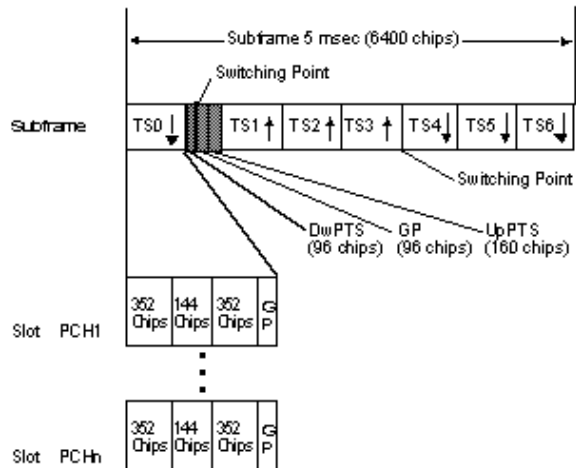 Subframe 5 msec (6400 chips)
Switching Point
Subframe TS0 TS1 TS2 TS3 TS4 TS5 TS6
Switching Point
DwPTS GP UpPTS
(96 chips) (96 chips) (160 chips)
352 144 352 G
Chips Chips Chips P
Slot PCH1
352 144 352 G
Chips Chips Chips P
Slot PCHn